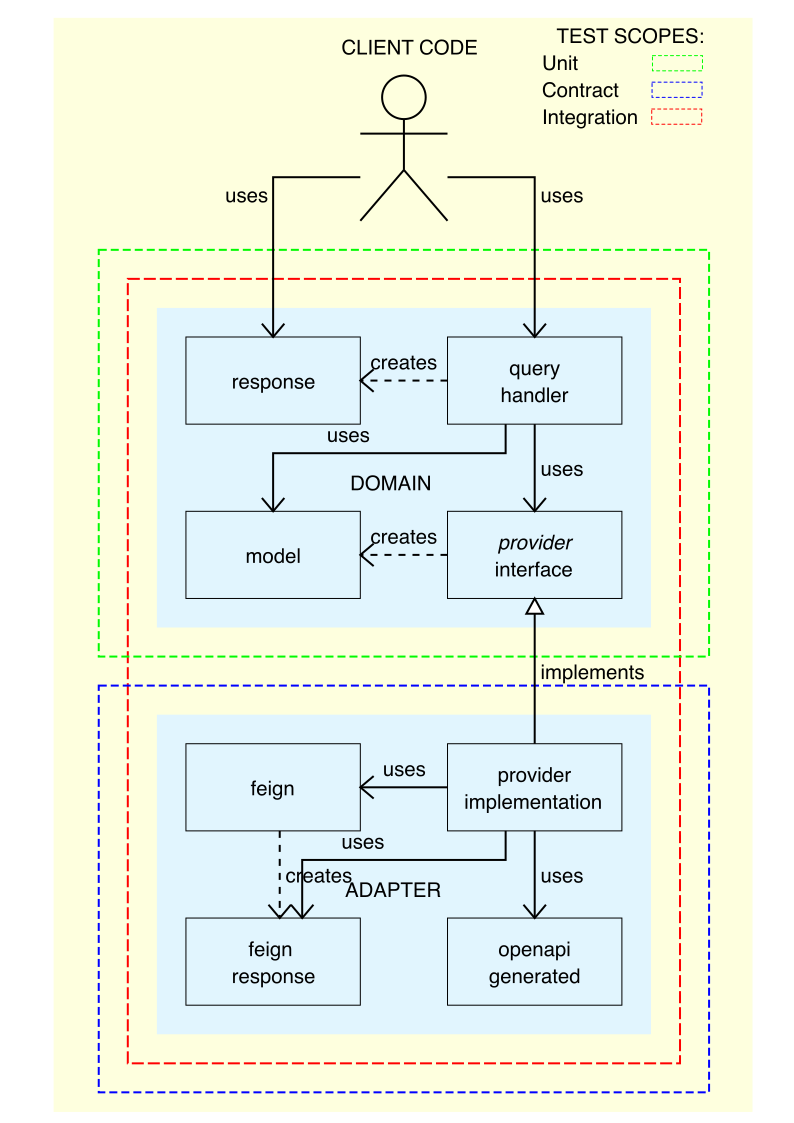 CLIENT CODE
TEST SCOPES:
Unit
Contract
Integration
uses
uses
response
creates
query
handler
uses
uses
DOMAIN
model
creates
provider
interface
implements
feign
uses
provider
implementation
uses
creates
ADAPTER
uses
feign
response
openapi
generated